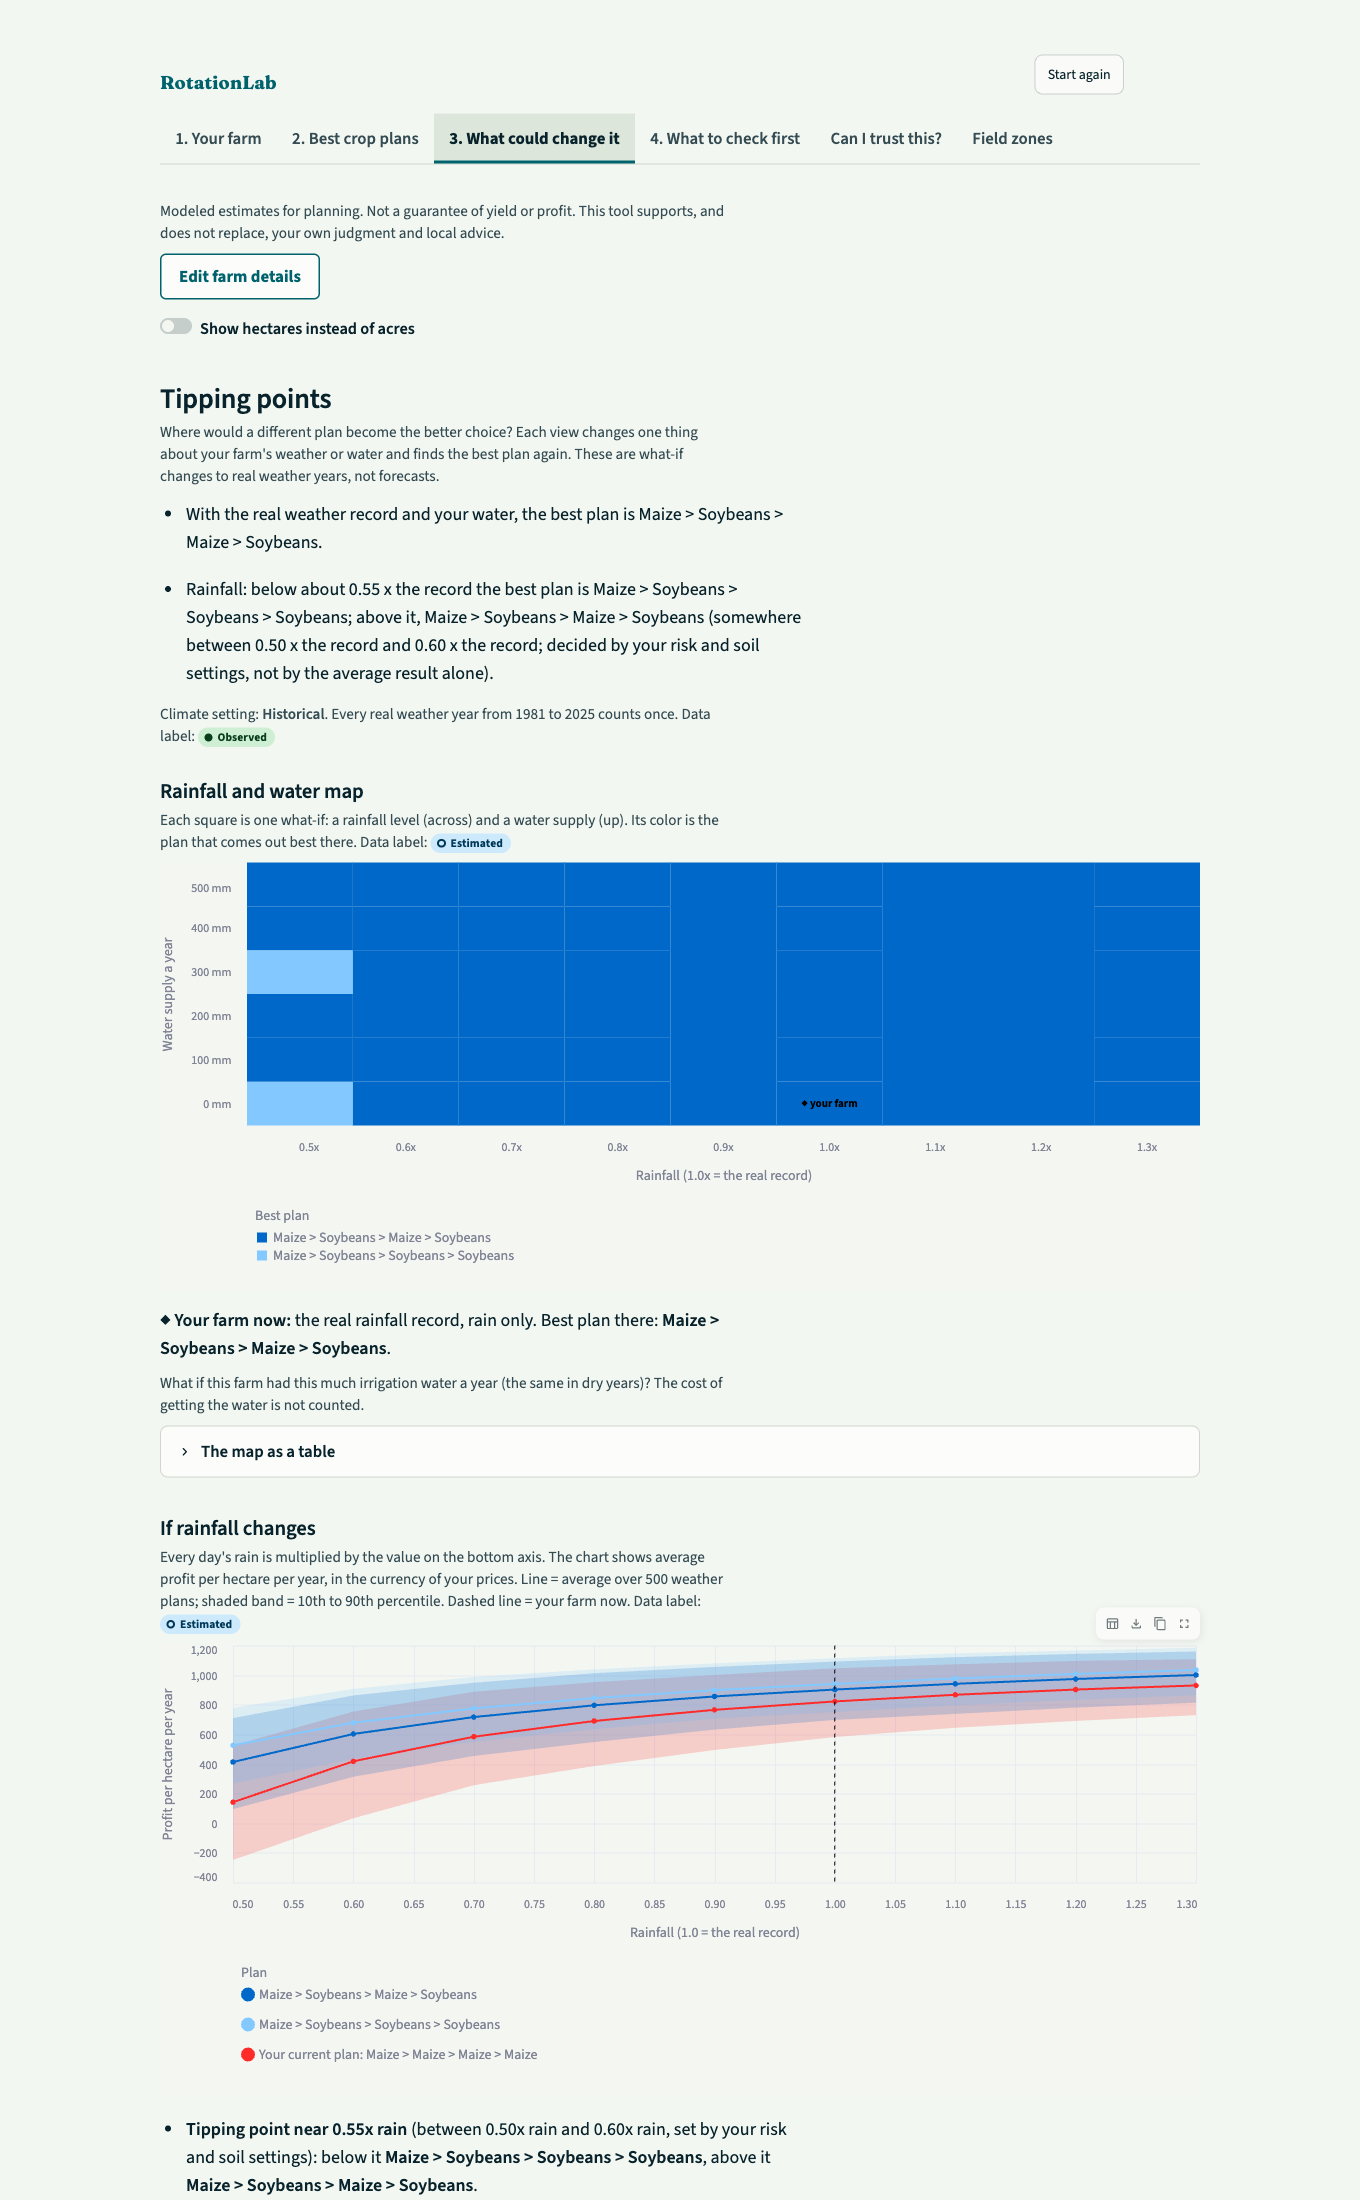 RotationLab
Start again
1. Your farm
2. Best crop plans
3. What could change it
4. What to check first
Can I trust this?
Field zones
Modeled estimates for planning. Not a guarantee of yield or profit. This tool supports, and
does not replace, your own judgment and local advice.
Edit farm details
Show hectares instead of acres
Tipping points
Where would a different plan become the better choice? Each view changes one thing
about your farm's weather or water and finds the best plan again. These are what-if
changes to real weather years, not forecasts.
• With the real weather record and your water, the best plan is Maize > Soybeans >
Maize > Soybeans.
• Rainfall: below about 0.55 x the record the best plan is Maize > Soybeans >
Soybeans > Soybeans; above it, Maize > Soybeans > Maize > Soybeans (somewhere
between 0.50 x the record and 0.60 x the record; decided by your risk and soil
settings, not by the average result alone).
Climate setting: Historical. Every real weather year from 1981 to 2025 counts once. Data
label: Observed
Rainfall and water map
Each square is one what-if: a rainfall level (across) and a water supply (up). Its color is the
plan that comes out best there. Data label: Estimated
Water supply a year
500 mm
400 mm
300 mm
200 mm
100 mm
0 mm
◆ your farm
0.5x 0.6x 0.7x 0.8x 0.9x 1.0x 1.1x 1.2x 1.3x
Rainfall (1.0x = the real record)
Best plan
Maize > Soybeans > Maize > Soybeans
Maize > Soybeans > Soybeans > Soybeans
◆ Your farm now: the real rainfall record, rain only. Best plan there: Maize >
Soybeans > Maize > Soybeans.
What if this farm had this much irrigation water a year (the same in dry years)? The cost of
getting the water is not counted.
The map as a table
If rainfall changes
Every day's rain is multiplied by the value on the bottom axis. The chart shows average
profit per hectare per year, in the currency of your prices. Line = average over 500 weather
plans; shaded band = 10th to 90th percentile. Dashed line = your farm now. Data label:
Estimated
Profit per hectare per year
1,200
1,000
800
600
400
200
0
−200
−400
0.50 0.55 0.60 0.65 0.70 0.75 0.80 0.85 0.90 0.95 1.00 1.05 1.10 1.15 1.20 1.25 1.30
Rainfall (1.0 = the real record)
Plan
Maize > Soybeans > Maize > Soybeans
Maize > Soybeans > Soybeans > Soybeans
Your current plan: Maize > Maize > Maize > Maize
• Tipping point near 0.55x rain (between 0.50x rain and 0.60x rain, set by your risk
and soil settings): below it Maize > Soybeans > Soybeans > Soybeans, above it
Maize > Soybeans > Maize > Soybeans.